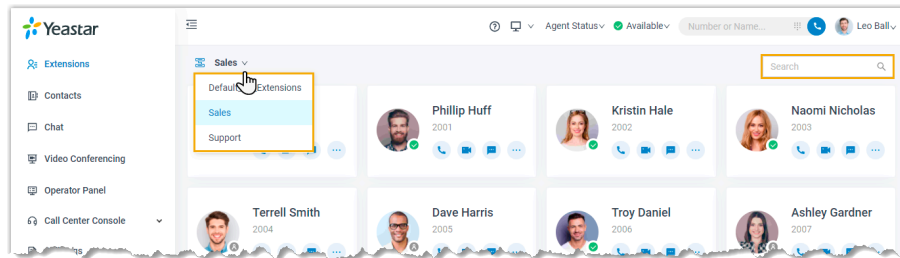 Yeastar
Agent Status
Available
Number or Name...
Leo Ball
Extensions
Contacts
Chat
Video Conferencing
Operator Panel
Call Center Console
Sales
Search
Extensions
Sales
Support
Phillip Huff
2001
Kristin Hale
2002
Naomi Nicholas
2003
Terrell Smith
2004
A
Dave Harris
2005
A
Troy Daniel
2006
Ashley Gardner
2007
A